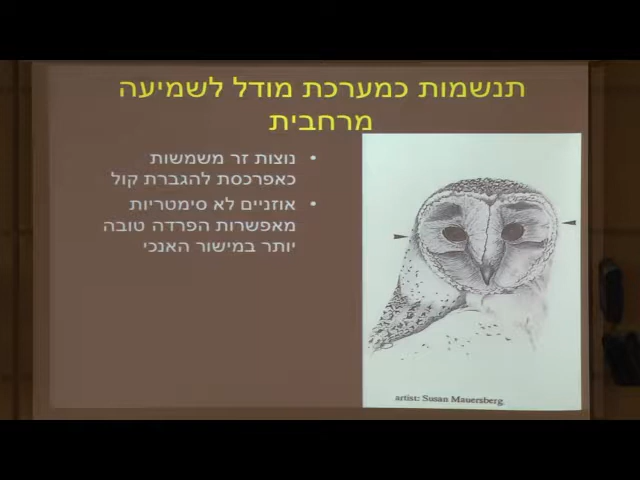 תנשמות כמערכת מודל לשמיעה
מרחבית
• נוצות זר משמשות
כאפרכסת להגברת קול
• אוזניים לא סימטריות
מאפשרות הפרדה טובה
יותר במישור האנכי
artist: Susan Mauersberg.